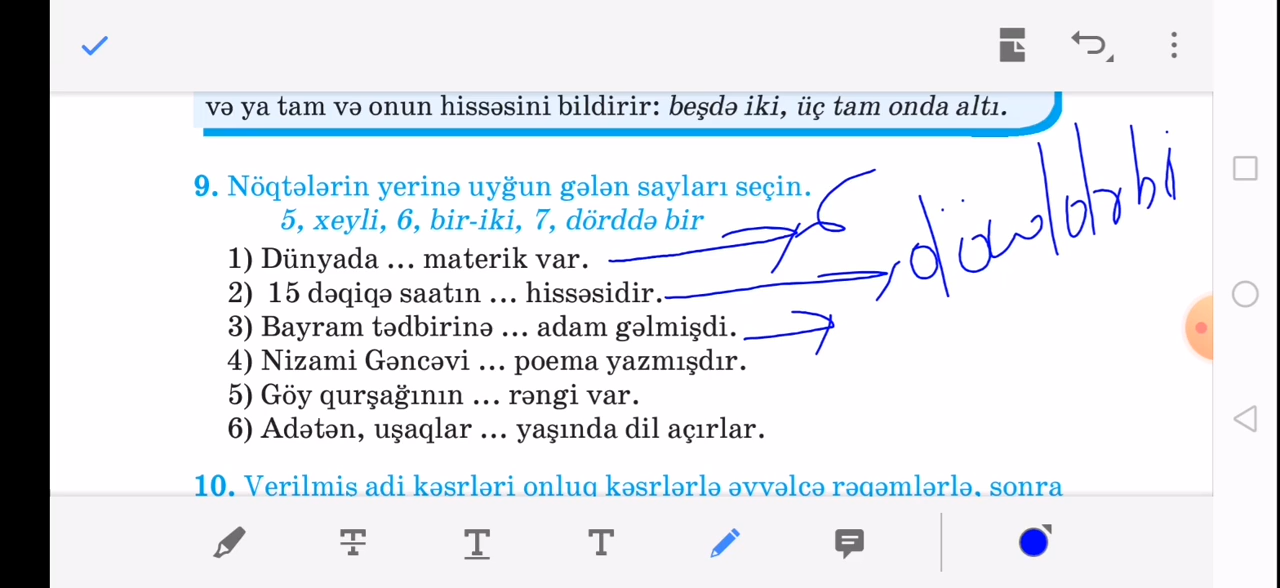 və ya tam və onun hissəsini bildirir: beşdə iki, üç tam onda altı.
9. Nöqtələrin yerinə uyğun gələn sayları seçin.
5, xeyli, 6, bir-iki, 7, dörddə bir
1) Dünyada ... materik var.
6
2) 15 dəqiqə saatın ... hissəsidir.
3) Bayram tədbirinə ... adam gəlmişdi.
4) Nizami Gəncəvi ... poema yazmışdır.
5) Göy qurşağının ... rəngi var.
6) Adətən, uşaqlar ... yaşında dil açırlar.
10. Verilmiş adi kəsrləri onluq kəsrlərlə əvvəlcə rəqəmlərlə, sonra